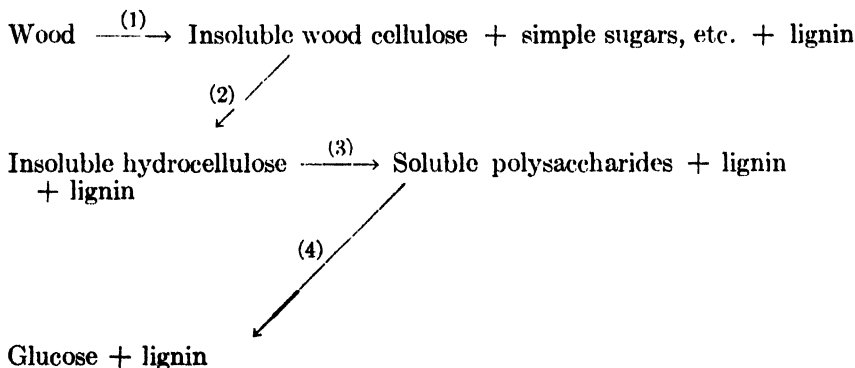 Wood (1) → Insoluble wood cellulose + simple sugars, etc. + lignin
(2)
Insoluble hydrocellulose (3) → Soluble polysaccharides + lignin
+ lignin
(4)
Glucose + lignin